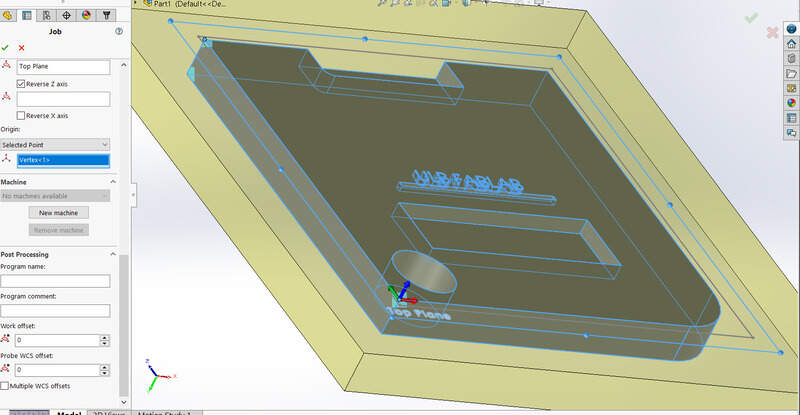 Part1 (Default<<De...
Job
Top Plane
Reverse Z axis
Reverse X axis
Origin:
Selected Point
Vertex<1>
Machine
No machines available
New machine
Remove machine
Post Processing
Program name:
Program comment:
Work offset:
0
Probe WCS offset:
0
Multiple WCS offsets
FABLAB
Top Plane
Z
X
Model
3D Views
Motion Study 1